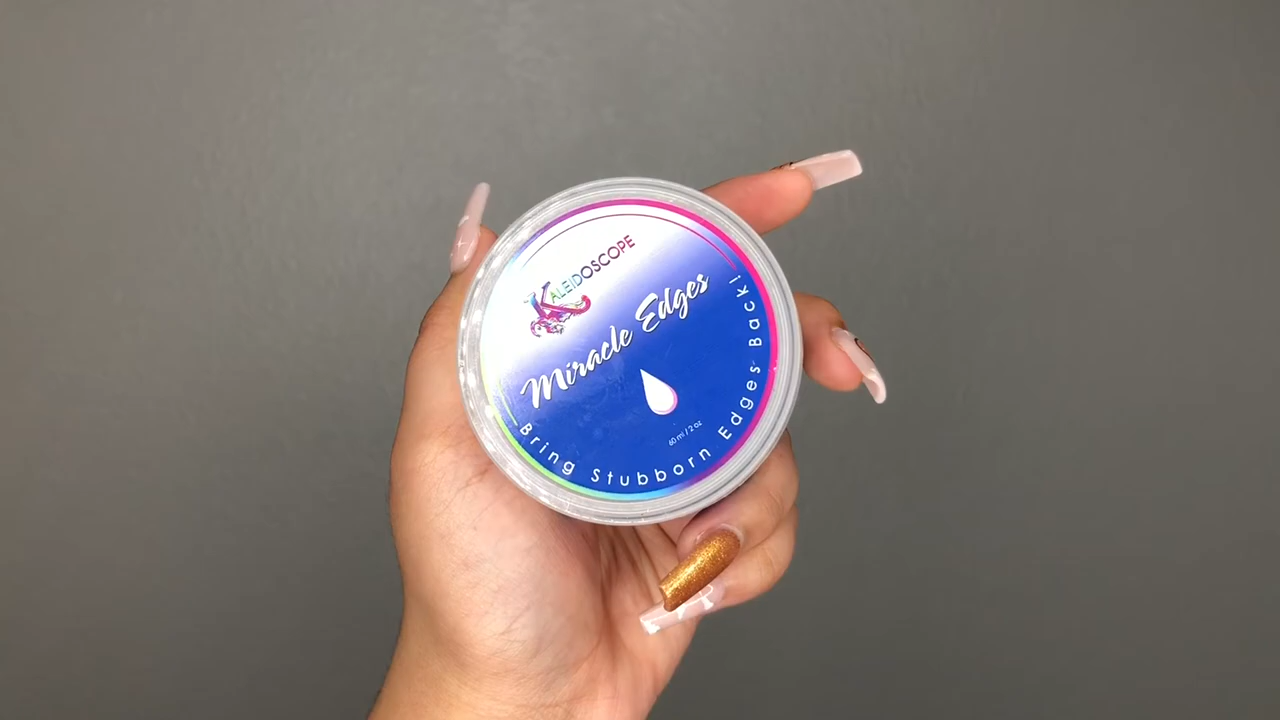 KALEIDOSCOPE
Miracle Edges
60 ml / 2 oz
Bring Stubborn Edges Back!